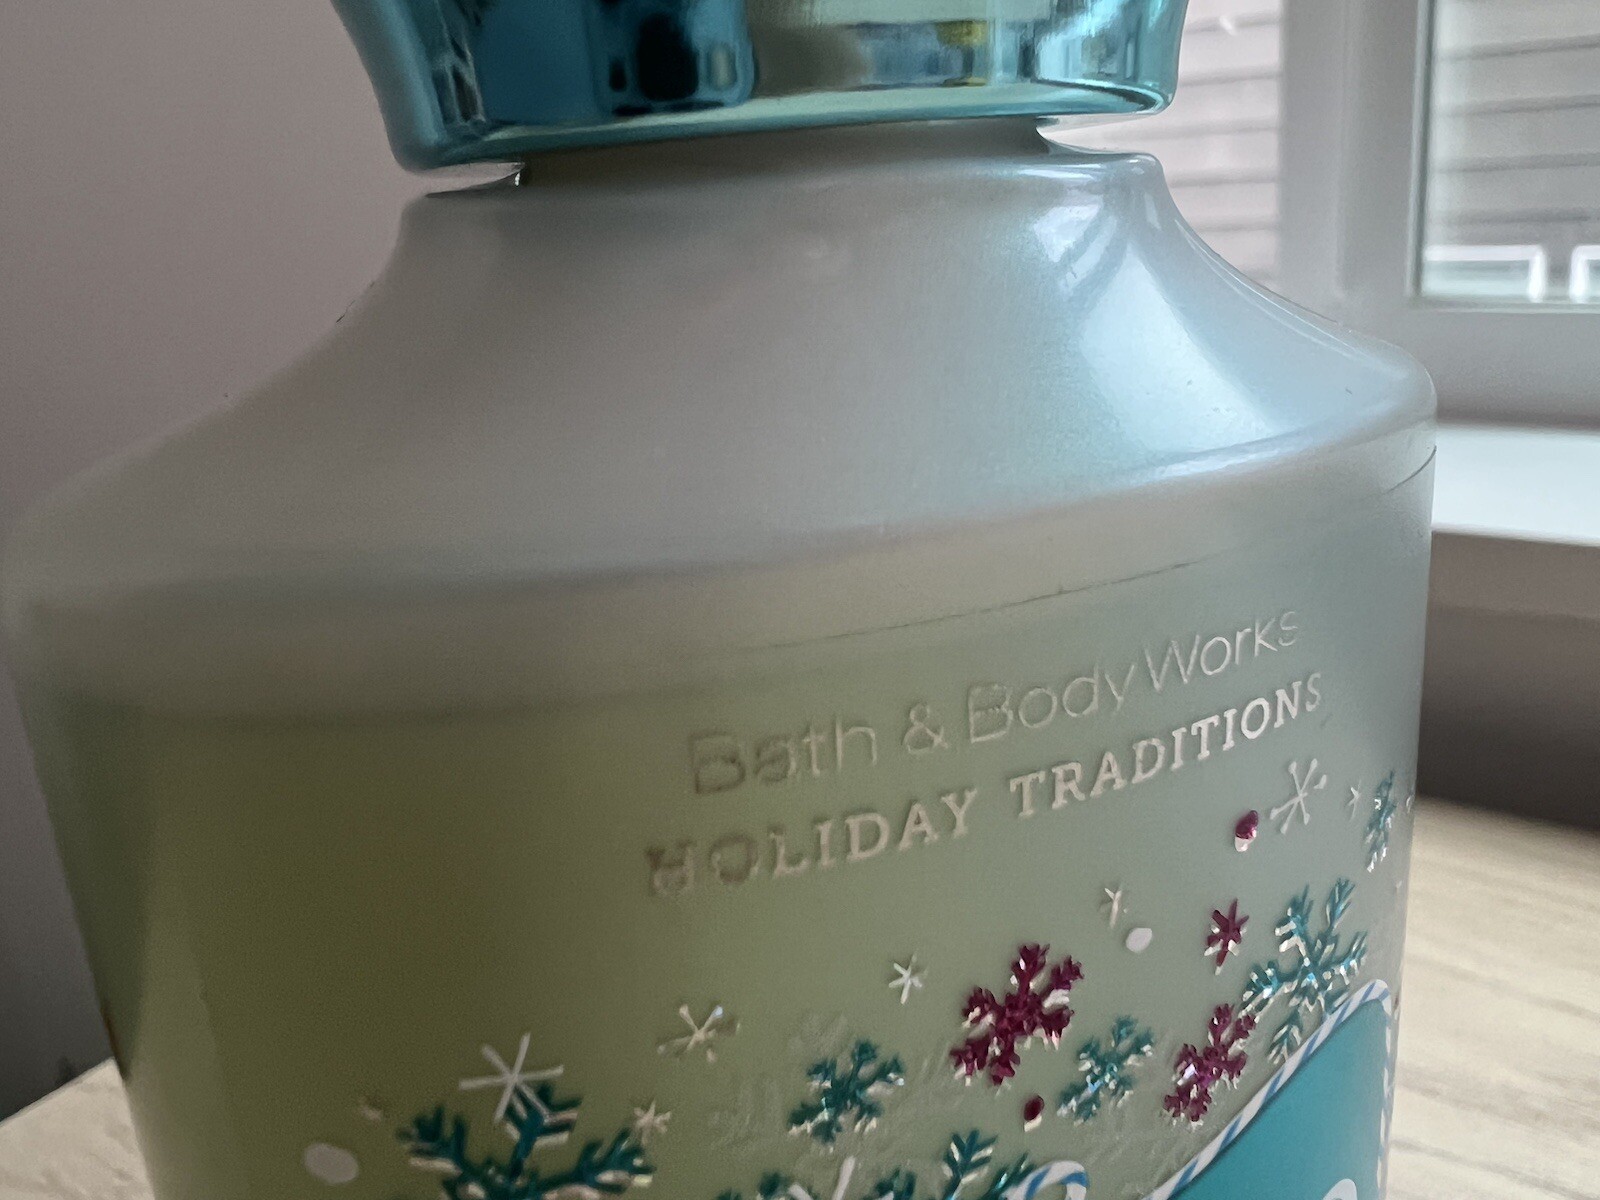 Bath & Body Works
HOLIDAY TRADITIONS